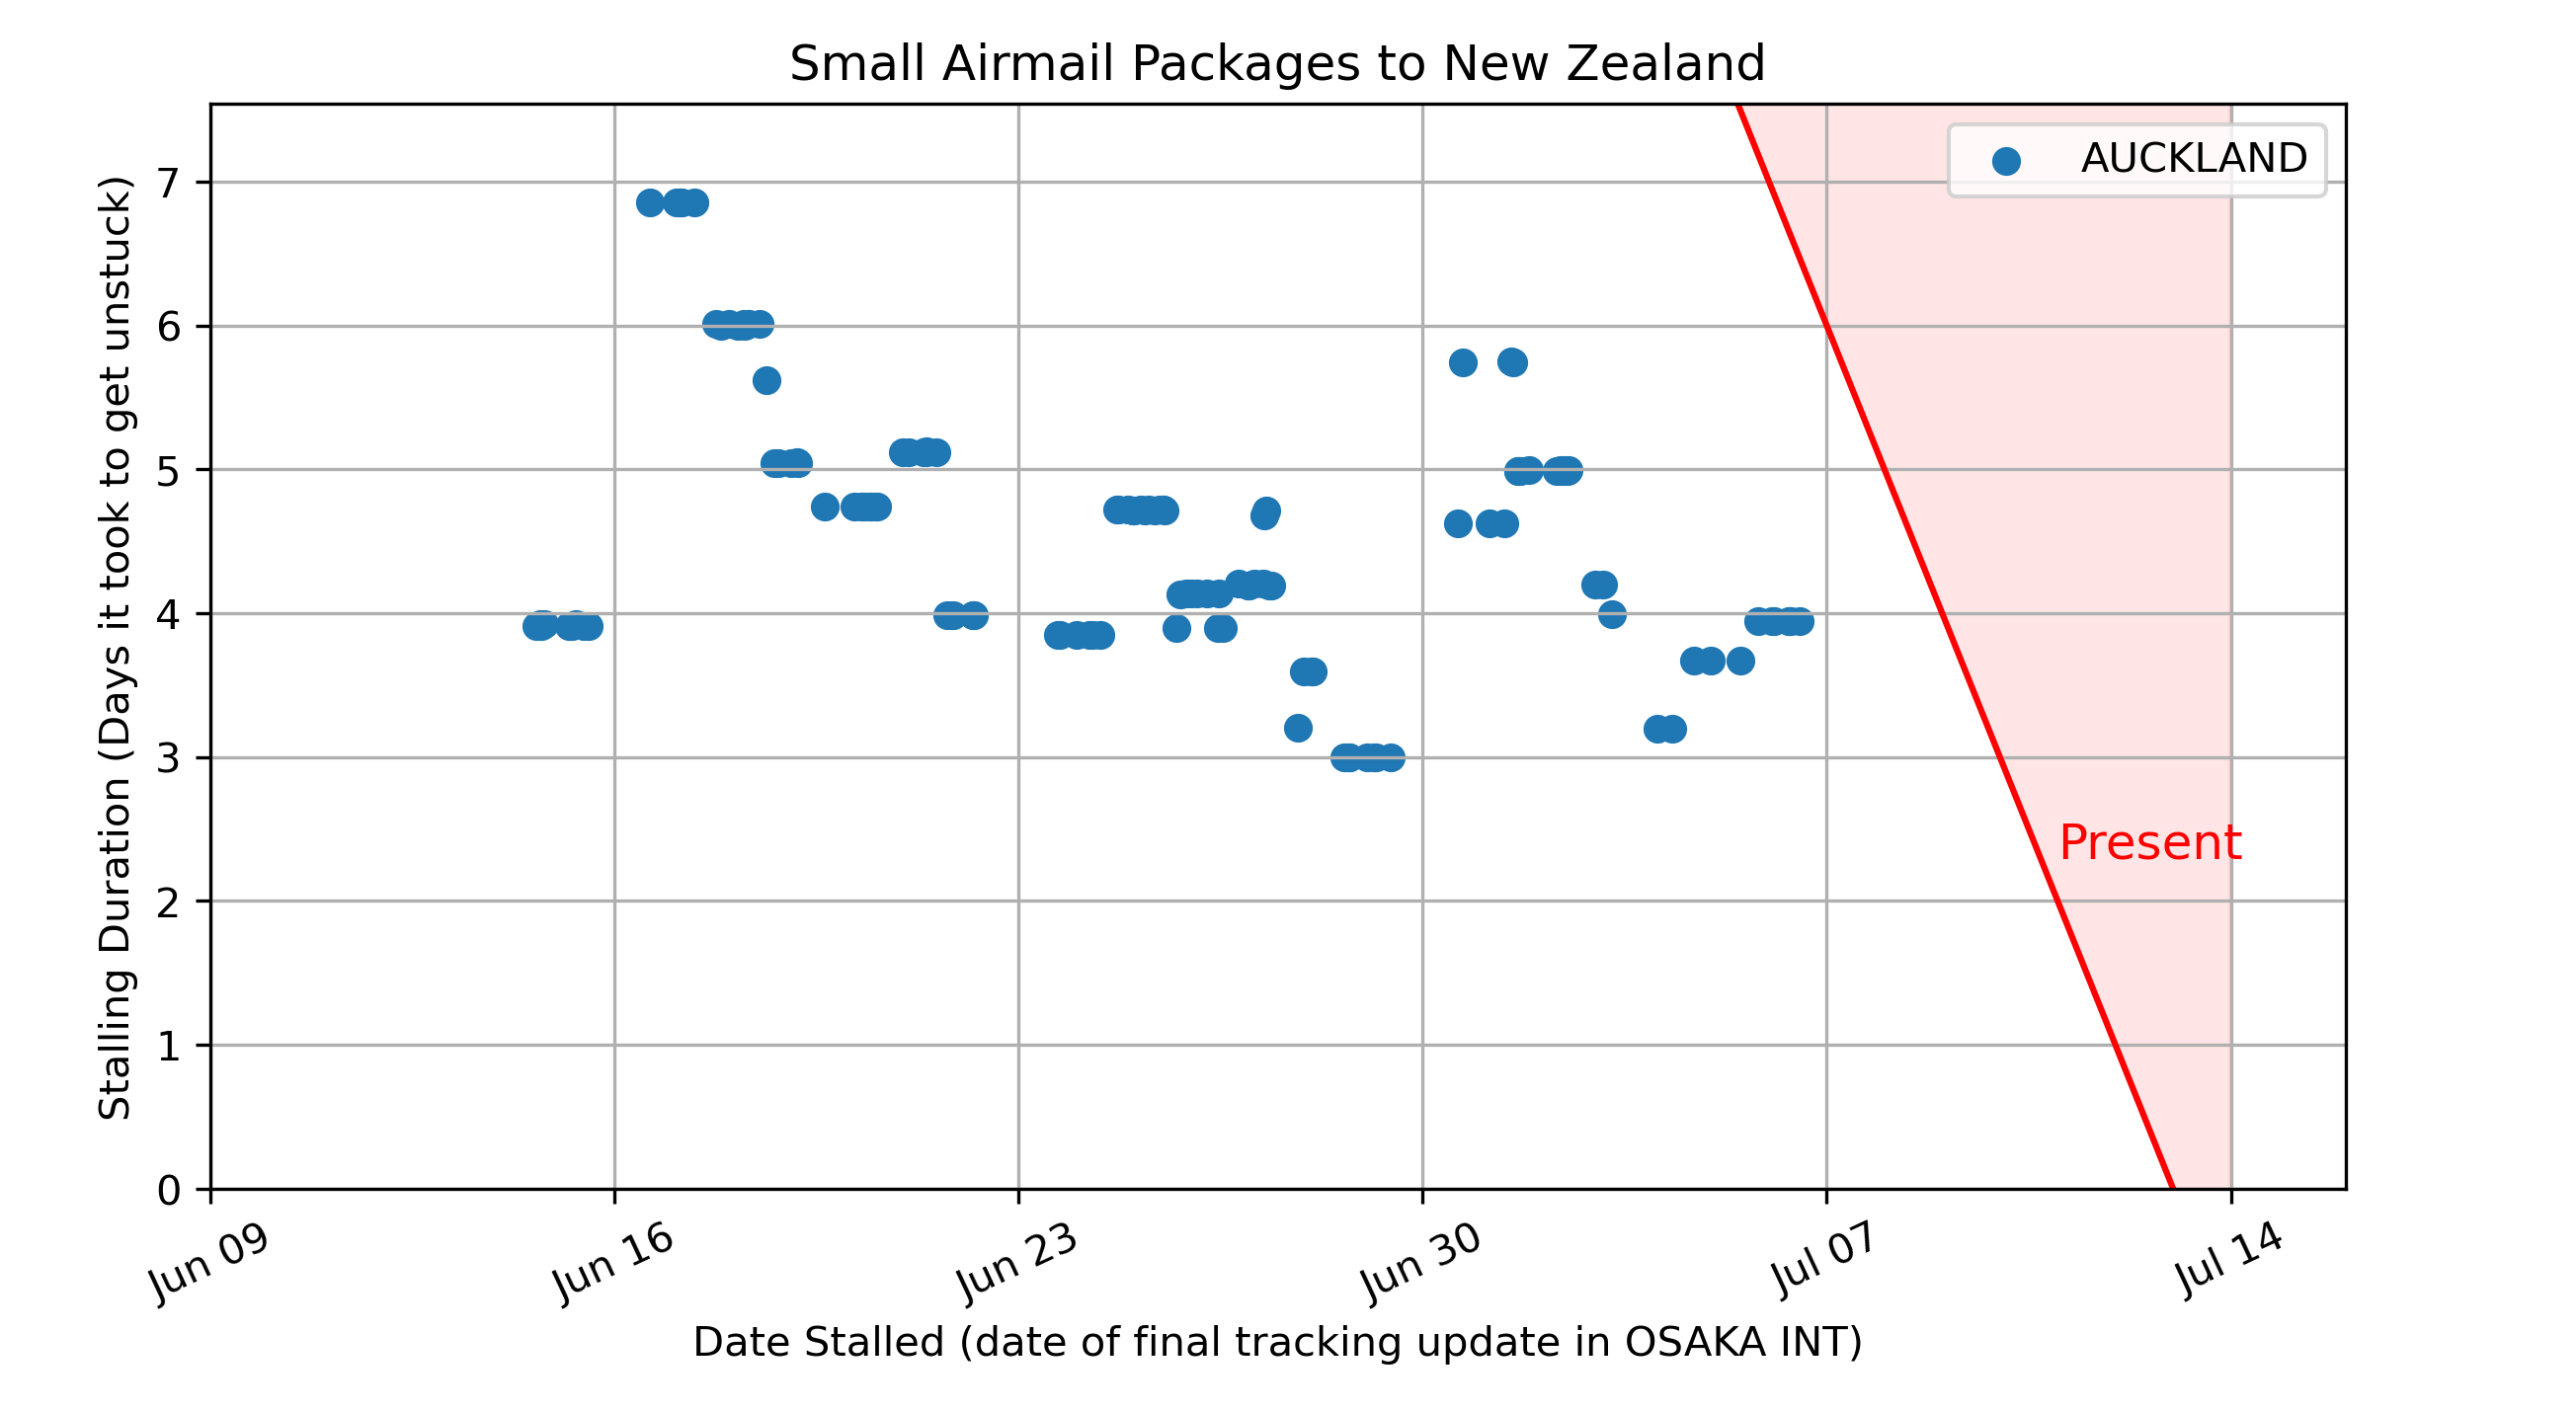 Small Airmail Packages to New Zealand
AUCKLAND
Stalling Duration (Days it took to get unstuck)
7
6
5
4
3
2
1
0
Present
Jun 09
Jun 16
Jun 23
Jun 30
Jul 07
Jul 14
Date Stalled (date of final tracking update in OSAKA INT)